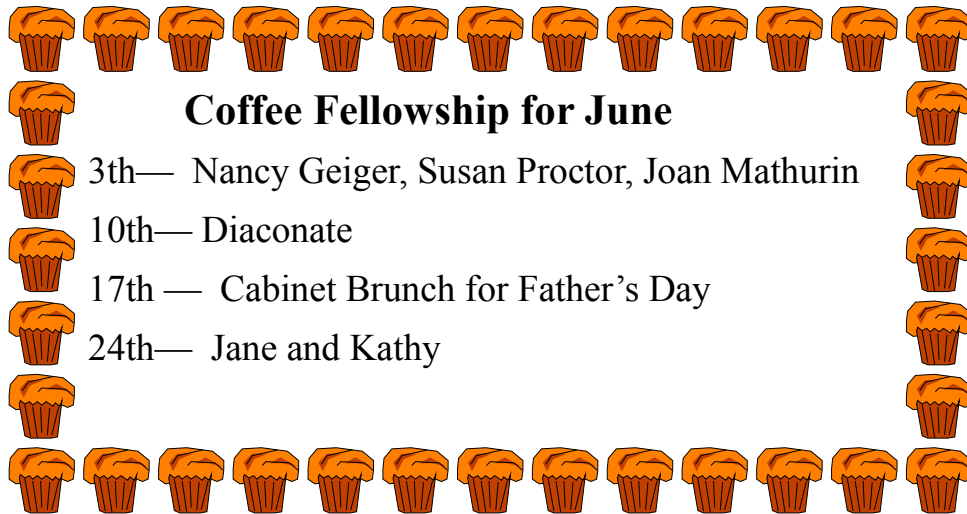 Coffee Fellowship for June
3th— Nancy Geiger, Susan Proctor, Joan Mathurin
10th— Diaconate
17th — Cabinet Brunch for Father’s Day
24th— Jane and Kathy